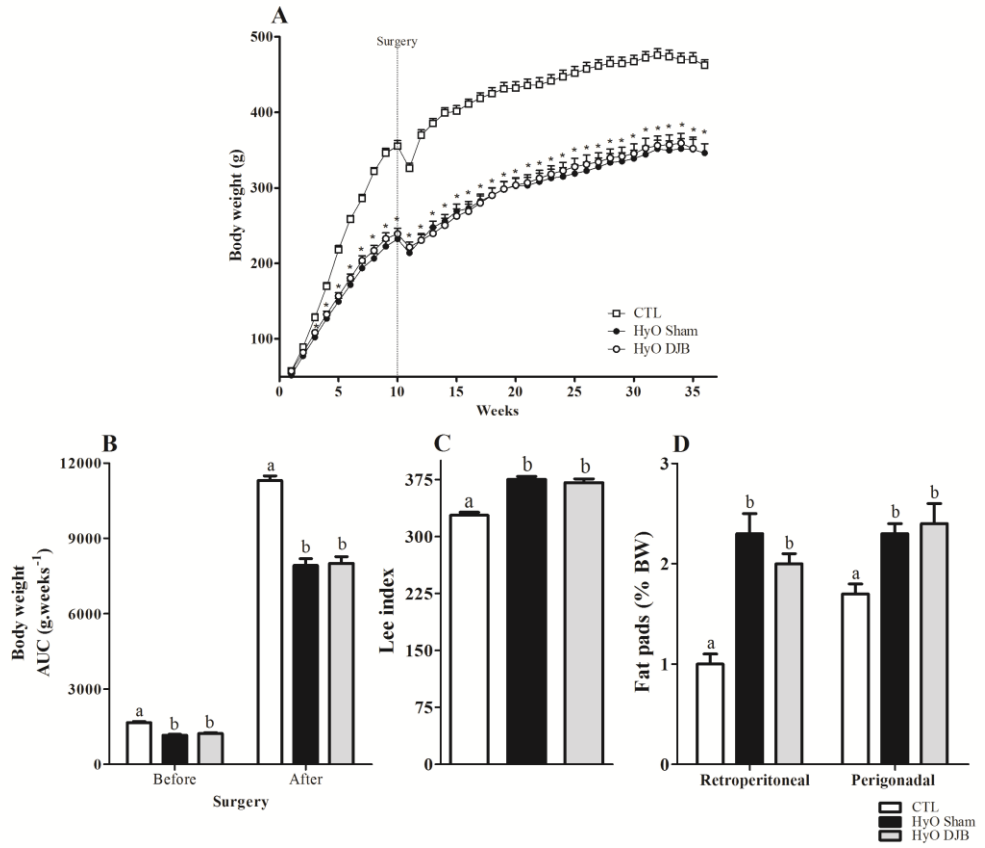 A
Surgery
Body weight (g)
500
400
300
200
100
0 5 10 15 20 25 30 35
Weeks
CTL
HyO Sham
HyO DJB
* * * * * * * * * * * * * * * * * * * * * * * * * * * * * * * * * *
B
Body weight
AUC (g.weeks⁻¹)
12000
9000
6000
3000
0
a b b a b b
Before After
Surgery
C
Lee index
375
300
225
150
75
0
a b b
D
Fat pads (% BW)
3
2
1
0
a b b a b b
Retroperitoneal Perigonadal
CTL
HyO Sham
HyO DJB